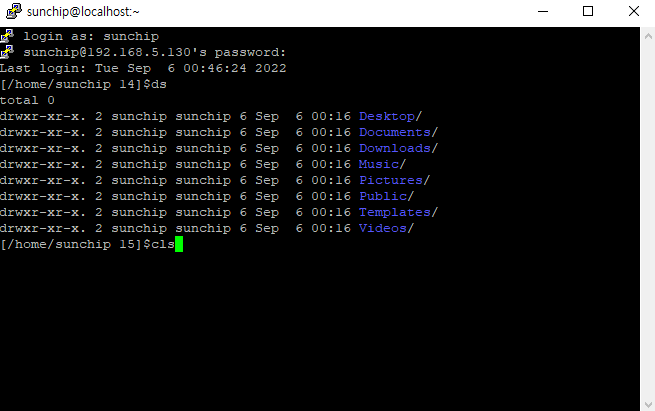 sunchip@localhost:~
login as: sunchip
sunchip@192.168.5.130's password:
Last login: Tue Sep  6 00:46:24 2022
[/home/sunchip 14]$ds
total 0
drwxr-xr-x. 2 sunchip sunchip 6 Sep  6 00:16 Desktop/
drwxr-xr-x. 2 sunchip sunchip 6 Sep  6 00:16 Documents/
drwxr-xr-x. 2 sunchip sunchip 6 Sep  6 00:16 Downloads/
drwxr-xr-x. 2 sunchip sunchip 6 Sep  6 00:16 Music/
drwxr-xr-x. 2 sunchip sunchip 6 Sep  6 00:16 Pictures/
drwxr-xr-x. 2 sunchip sunchip 6 Sep  6 00:16 Public/
drwxr-xr-x. 2 sunchip sunchip 6 Sep  6 00:16 Templates/
drwxr-xr-x. 2 sunchip sunchip 6 Sep  6 00:16 Videos/
[/home/sunchip 15]$cls